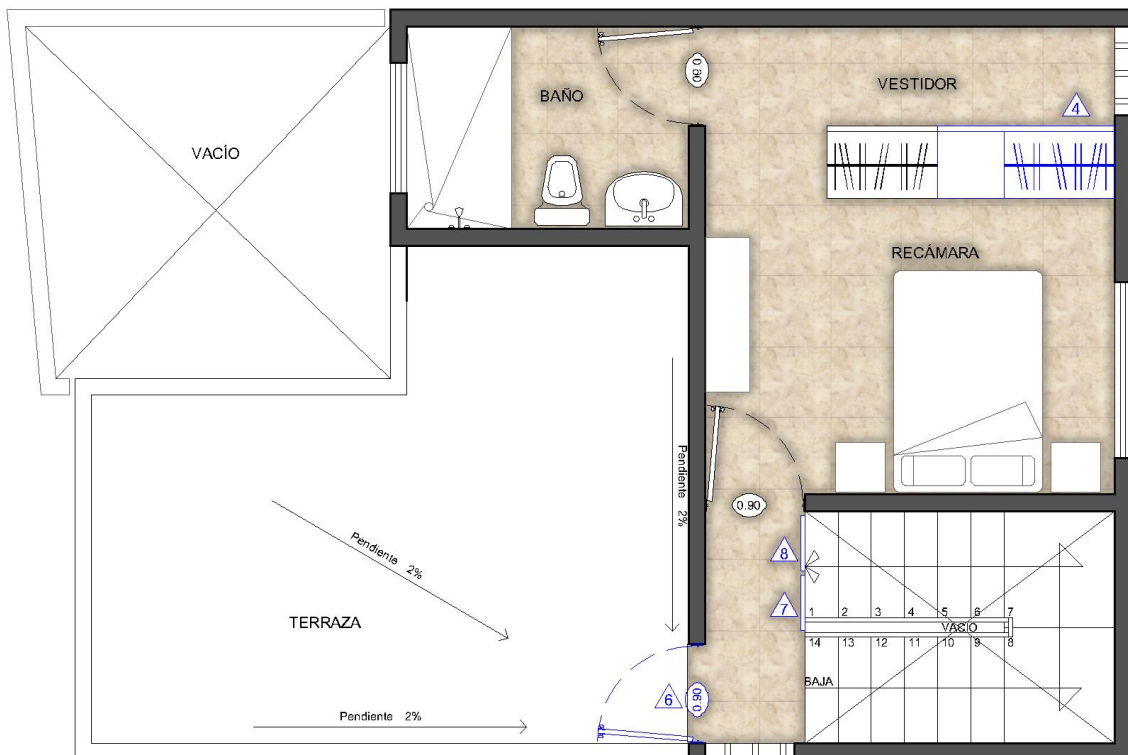 BAÑO
0.80
VESTIDOR
4
VACÍO
RECÁMARA
Pendiente 2%
0.90
8
Pendiente 2%
7
1 2 3 4 5 6 7
VACÍO
14 13 12 11 10 9 8
TERRAZA
BAJA
6
0.90
Pendiente 2%